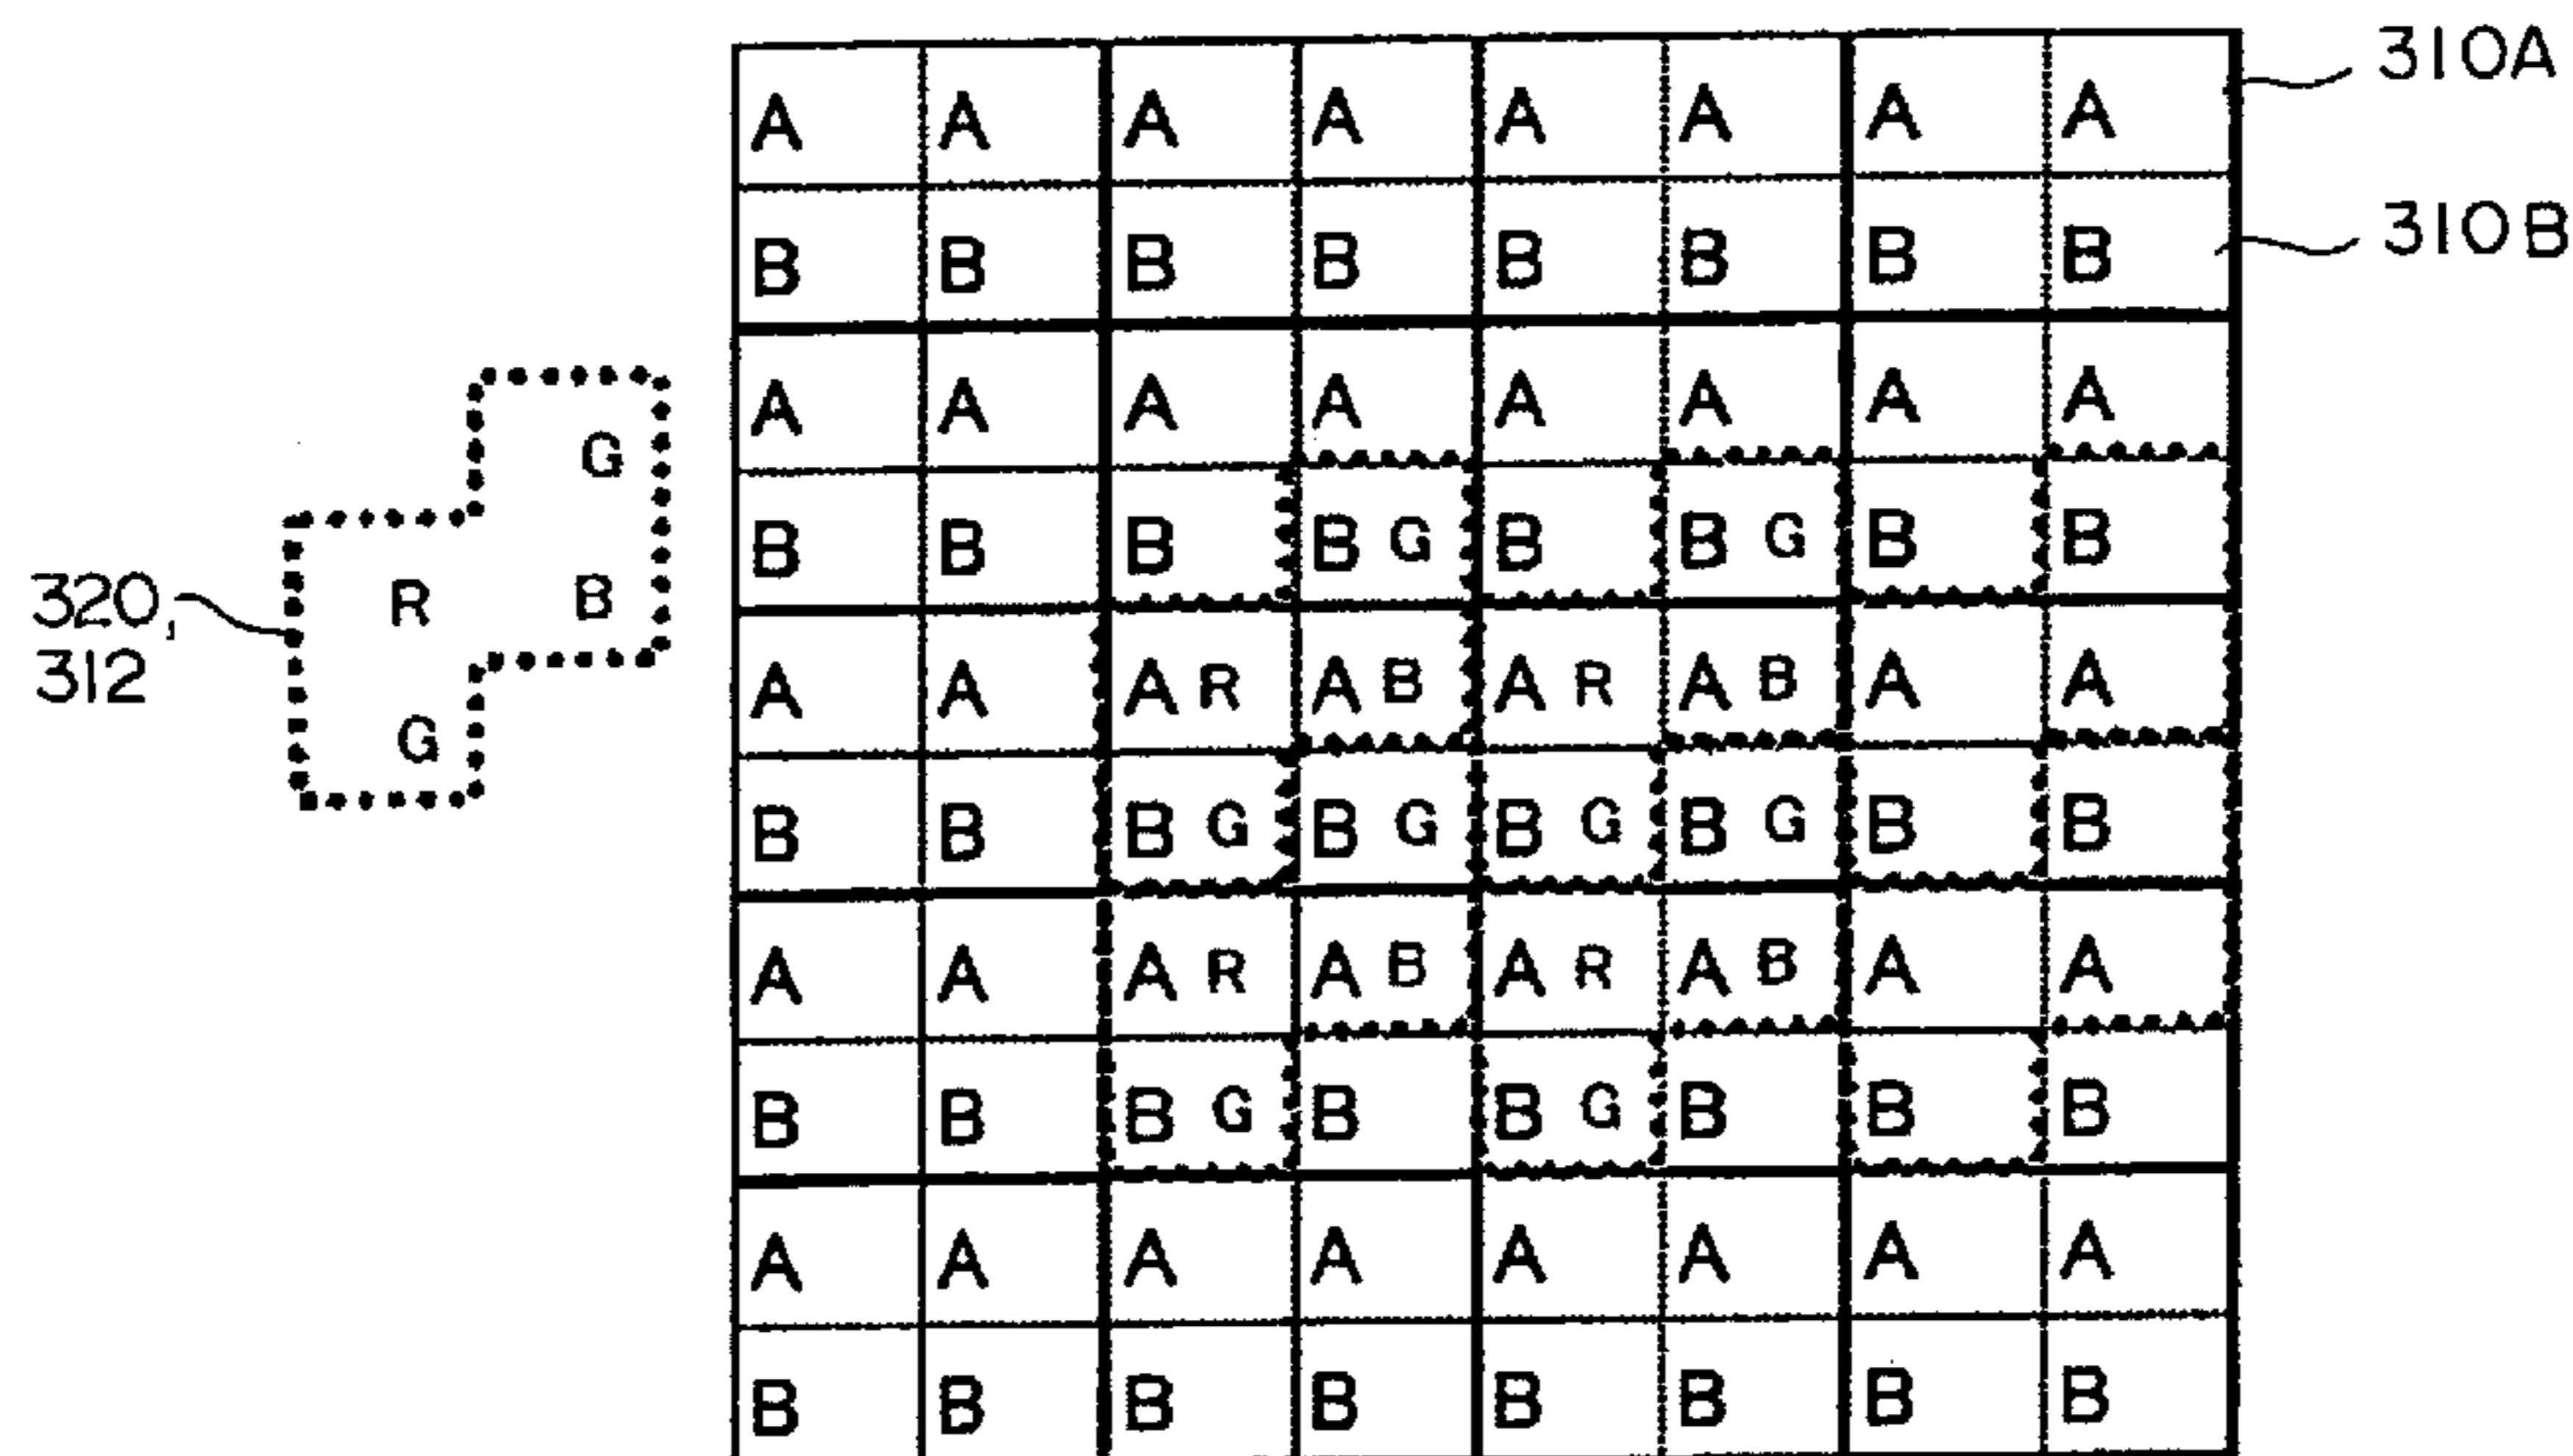 A A A A A A A A 310A
B B B B B B B B 310B
A A A A A A A A
G
B B B B G B B G B B
R B
320,
312
A A A R A B A R A B A A
G
B B B G B G B G B G B B
A A A R A B A R A B A A
B B B G B B G B B B
A A A A A A A A
B B B B B B B B